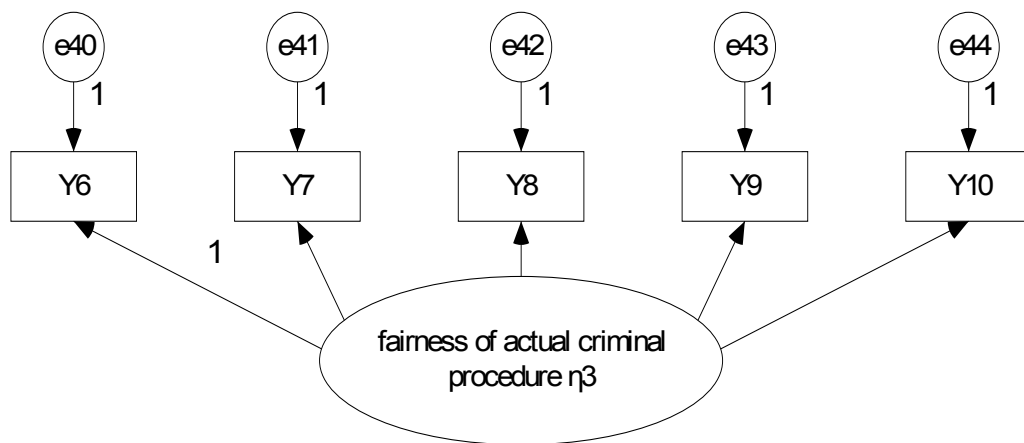 e40 e41 e42 e43 e44
1 1 1 1 1
Y6 Y7 Y8 Y9 Y10
1
fairness of actual criminal
procedure η3